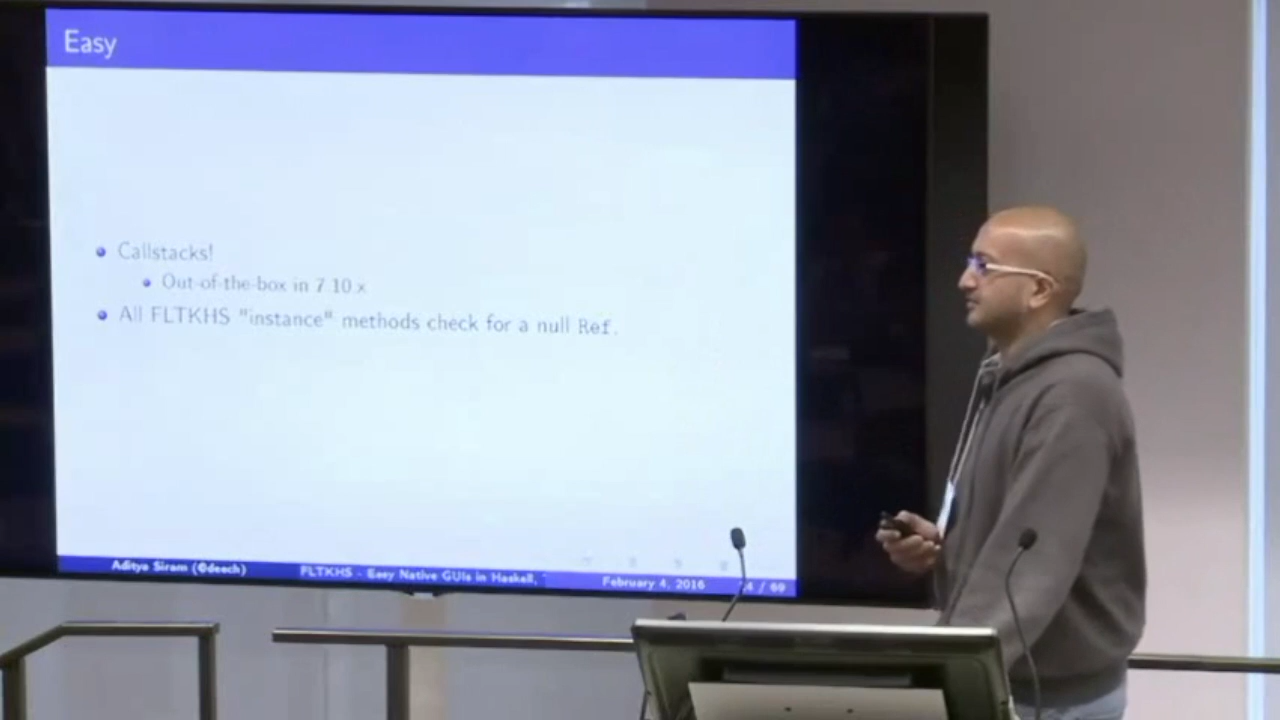 Easy
Callstacks!
Out-of-the-box in 7.10.x
All FLTKHS "instance" methods check for a null Ref.
Aditya Siram (@deech) FLTKHS - Easy Native GUIs in Haskell, February 4, 2016 / 69